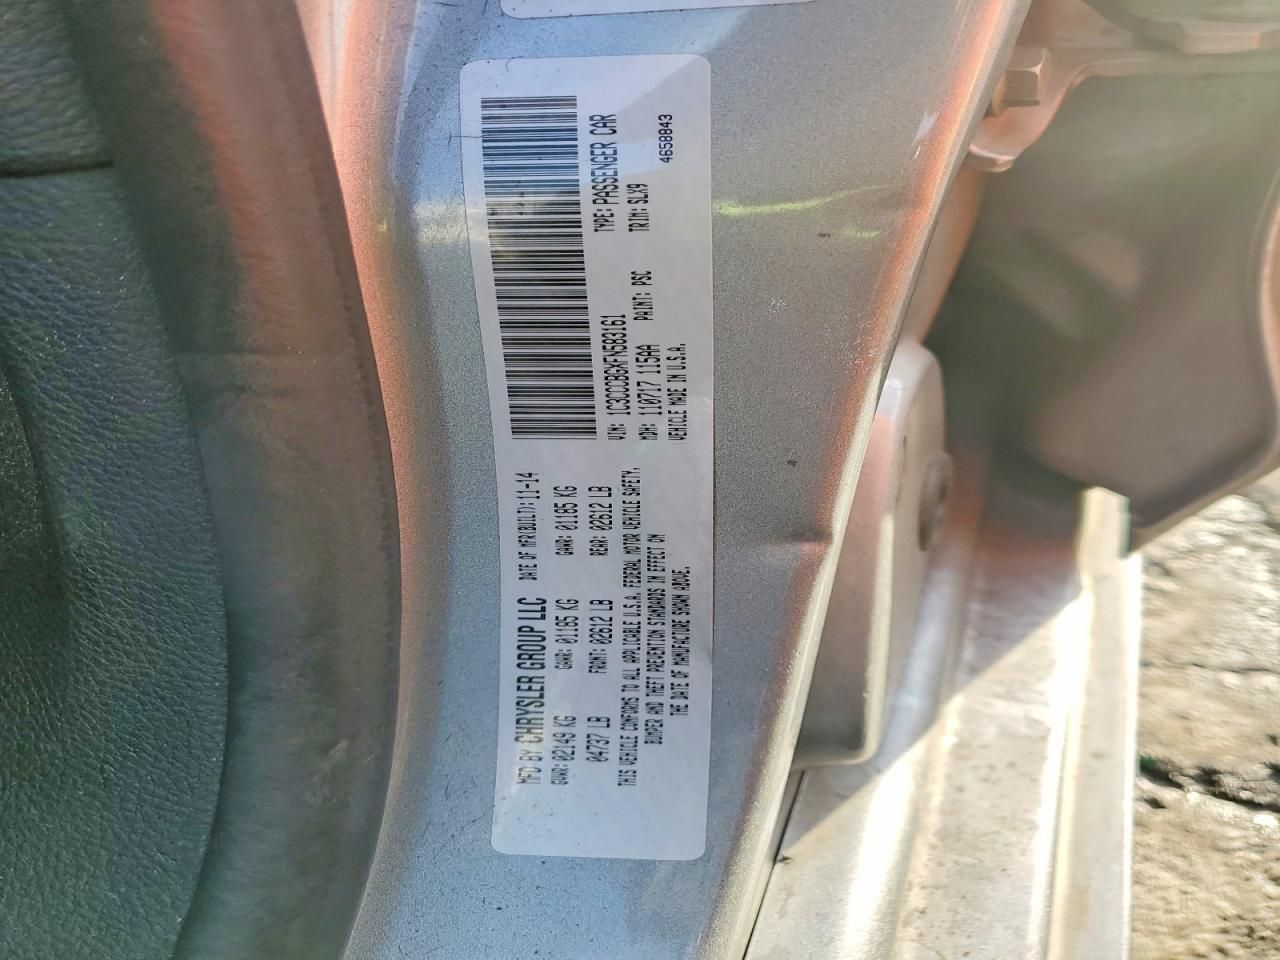 MFD BY CHRYSLER GROUP LLC DATE OF MFR(BUILT): 11-14
GVWR: 02149 KG GAWR: 01185 KG GAWR: 01185 KG
04737 LB FRONT: 02612 LB REAR: 02612 LB
THIS VEHICLE CONFORMS TO ALL APPLICABLE U.S.A. FEDERAL MOTOR VEHICLE SAFETY,
BUMPER AND THEFT PREVENTION STANDARDS IN EFFECT ON
THE DATE OF MANUFACTURE SHOWN ABOVE.
VIN: 1C3CCCBGXFN583161 TYPE: PASSENGER CAR
MDH: 110717 115AA PAINT: PSC TRIM: SLX9
VEHICLE MADE IN U.S.A. 4658843